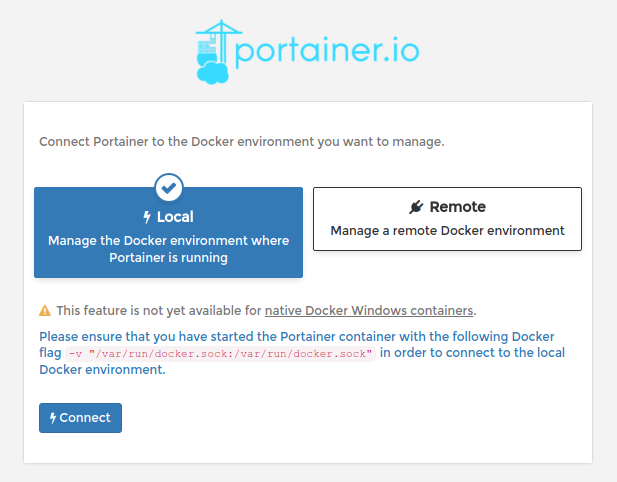 portainer.io
Connect Portainer to the Docker environment you want to manage.
Local
Manage the Docker environment where
Portainer is running
Remote
Manage a remote Docker environment
This feature is not yet available for native Docker Windows containers.
Please ensure that you have started the Portainer container with the following Docker
flag -v "/var/run/docker.sock:/var/run/docker.sock" in order to connect to the local
Docker environment.
Connect